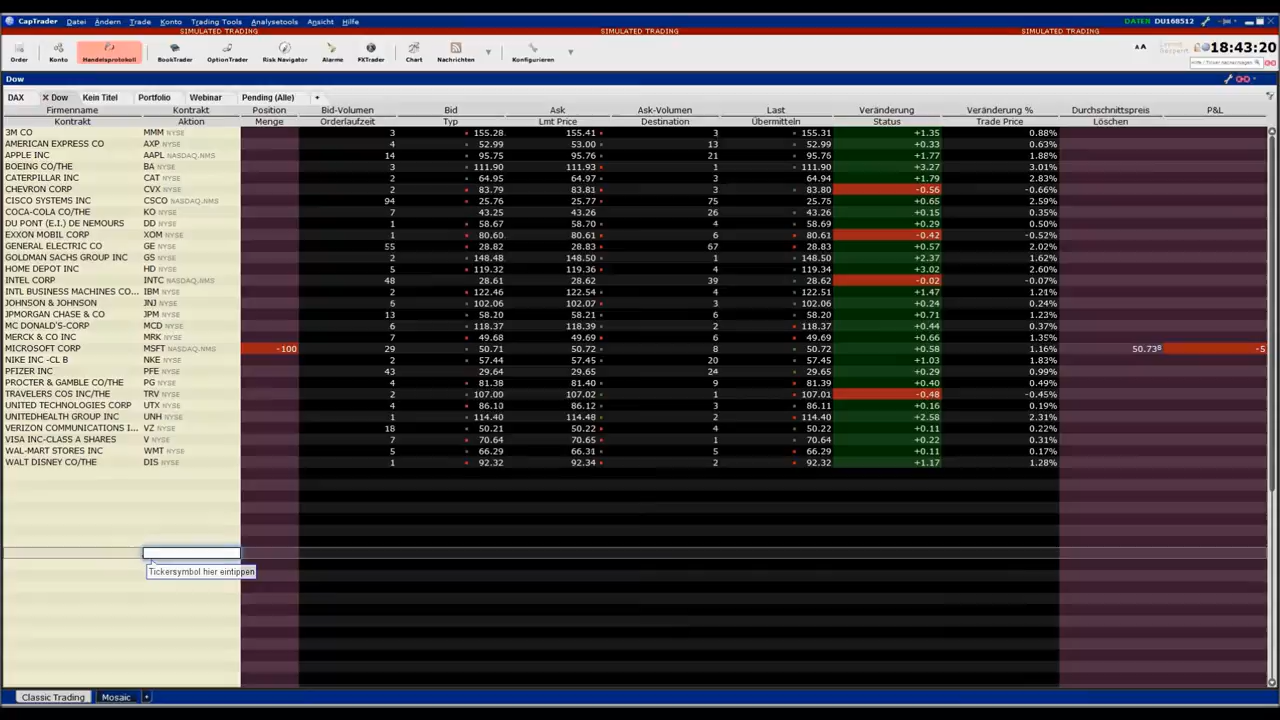 CapTrader Datei Ändern Trade Konto Trading Tools Analysetools Ansicht Hilfe DATEN DU168512
SIMULATED TRADING SIMULATED TRADING SIMULATED TRADING
Order Konto Handelsprotokoll BookTrader OptionTrader Risk Navigator Alarme FXTrader Chart Nachrichten Konfigurieren AA 18:43:20
Dow
DAX X Dow Kein Titel Portfolio Webinar Pending (Alle) +
Firmenname Kontrakt Position Bid-Volumen Bid Ask Ask-Volumen Last Veränderung Veränderung % Durchschnittspreis P&L
Kontrakt Aktion Menge Orderlaufzeit Typ Lmt Price Destination Übermitteln Status Trade Price Löschen
3M CO MMM NYSE 3 155.28 155.41 3 155.31 +1.35 0.88%
AMERICAN EXPRESS CO AXP NYSE 4 52.99 53.00 13 52.99 +0.33 0.63%
APPLE INC AAPL NASDAQ.NMS 14 95.75 95.76 21 95.76 +1.77 1.88%
BOEING CO/THE BA NYSE 3 111.90 111.93 1 111.90 +3.27 3.01%
CATERPILLAR INC CAT NYSE 2 64.95 64.97 3 64.94 +1.79 2.83%
CHEVRON CORP CVX NYSE 2 83.79 83.81 3 83.80 -0.56 -0.66%
CISCO SYSTEMS INC CSCO NASDAQ.NMS 94 25.76 25.77 75 25.75 +0.65 2.59%
COCA-COLA CO/THE KO NYSE 7 43.25 43.26 26 43.26 +0.15 0.35%
DU PONT (E.I.) DE NEMOURS DD NYSE 1 58.67 58.70 4 58.69 +0.29 0.50%
EXXON MOBIL CORP XOM NYSE 1 80.60 80.61 6 80.61 -0.42 -0.52%
GENERAL ELECTRIC CO GE NYSE 55 28.82 28.83 67 28.83 +0.57 2.02%
GOLDMAN SACHS GROUP INC GS NYSE 2 148.48 148.50 1 148.50 +2.37 1.62%
HOME DEPOT INC HD NYSE 5 119.32 119.36 4 119.34 +3.02 2.60%
INTEL CORP INTC NASDAQ.NMS 48 28.61 28.62 39 28.62 -0.02 -0.07%
INTL BUSINESS MACHINES CO... IBM NYSE 2 122.46 122.54 2 122.51 +1.47 1.21%
JOHNSON & JOHNSON JNJ NYSE 6 102.06 102.07 3 102.06 +0.24 0.24%
JPMORGAN CHASE & CO JPM NYSE 13 58.20 58.21 6 58.20 +0.71 1.23%
MC DONALD'S-CORP MCD NYSE 6 118.37 118.39 2 118.37 +0.44 0.37%
MERCK & CO INC MRK NYSE 7 49.68 49.69 6 49.68 +0.66 1.35%
MICROSOFT CORP MSFT NASDAQ.NMS -100 29 50.71 50.72 8 50.72 +0.58 1.16% 50.738 -5
NIKE INC -CL B NKE NYSE 2 57.44 57.45 20 57.45 +1.03 1.83%
PFIZER INC PFE NYSE 43 29.64 29.65 24 29.65 +0.29 0.99%
PROCTER & GAMBLE CO/THE PG NYSE 4 81.38 81.40 9 81.39 +0.40 0.49%
TRAVELERS COS INC/THE TRV NYSE 2 107.00 107.02 1 107.01 -0.48 -0.45%
UNITED TECHNOLOGIES CORP UTX NYSE 4 86.10 86.12 3 86.11 +0.16 0.19%
UNITEDHEALTH GROUP INC UNH NYSE 1 114.40 114.48 2 114.40 +2.58 2.31%
VERIZON COMMUNICATIONS I... VZ NYSE 18 50.21 50.22 4 50.22 +0.11 0.22%
VISA INC-CLASS A SHARES V NYSE 7 70.64 70.65 1 70.64 +0.22 0.31%
WAL-MART STORES INC WMT NYSE 5 66.29 66.31 5 66.29 +0.11 0.17%
WALT DISNEY CO/THE DIS NYSE 1 92.32 92.34 2 92.32 +1.17 1.28%
Tickersymbol hier eintippen
Classic Trading Mosaic +